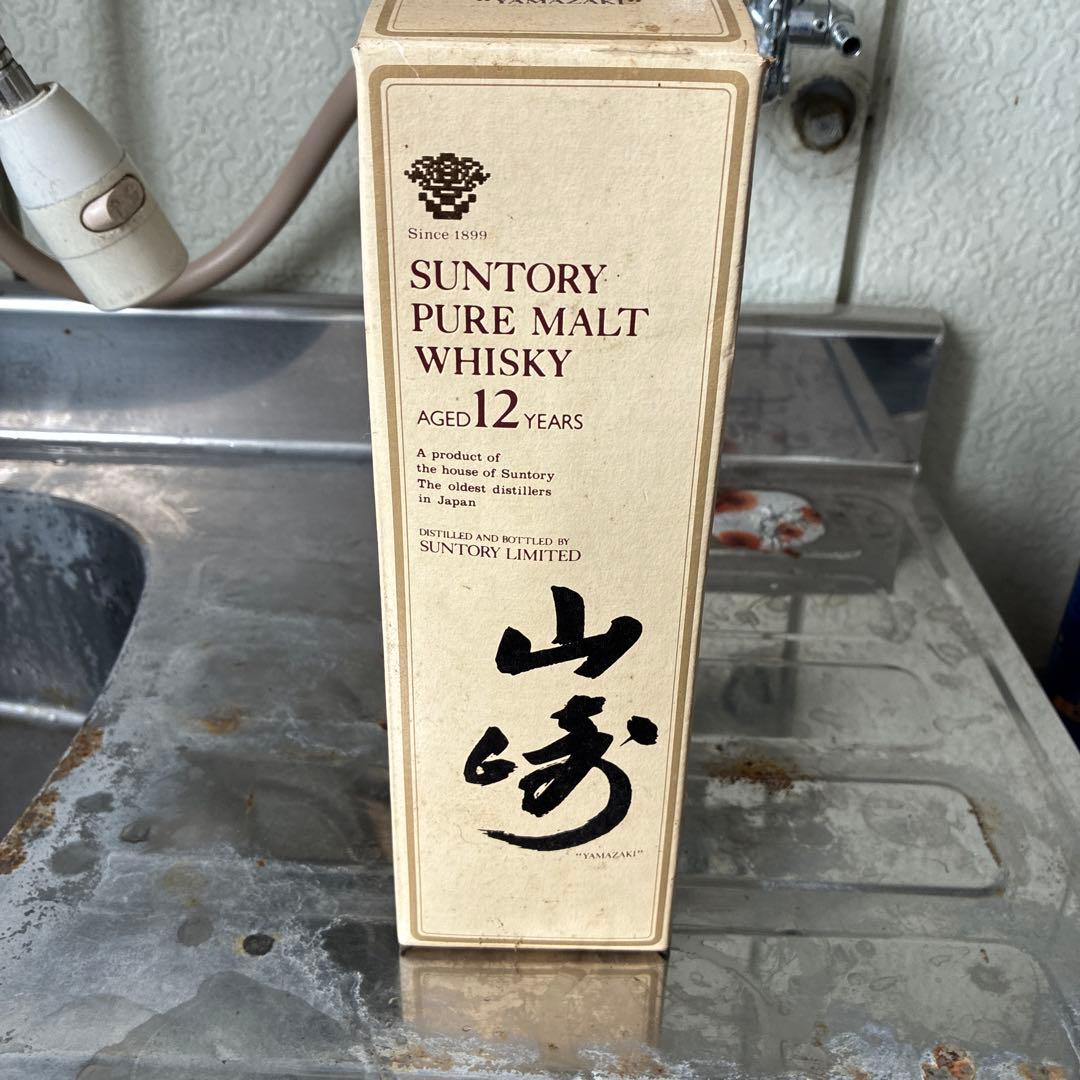 "YAMAZAKI"
Since 1899
SUNTORY
PURE MALT
WHISKY
AGED 12 YEARS
A product of
the house of Suntory
The oldest distillers
in Japan
DISTILLED AND BOTTLED BY
SUNTORY LIMITED
山崎
"YAMAZAKI"